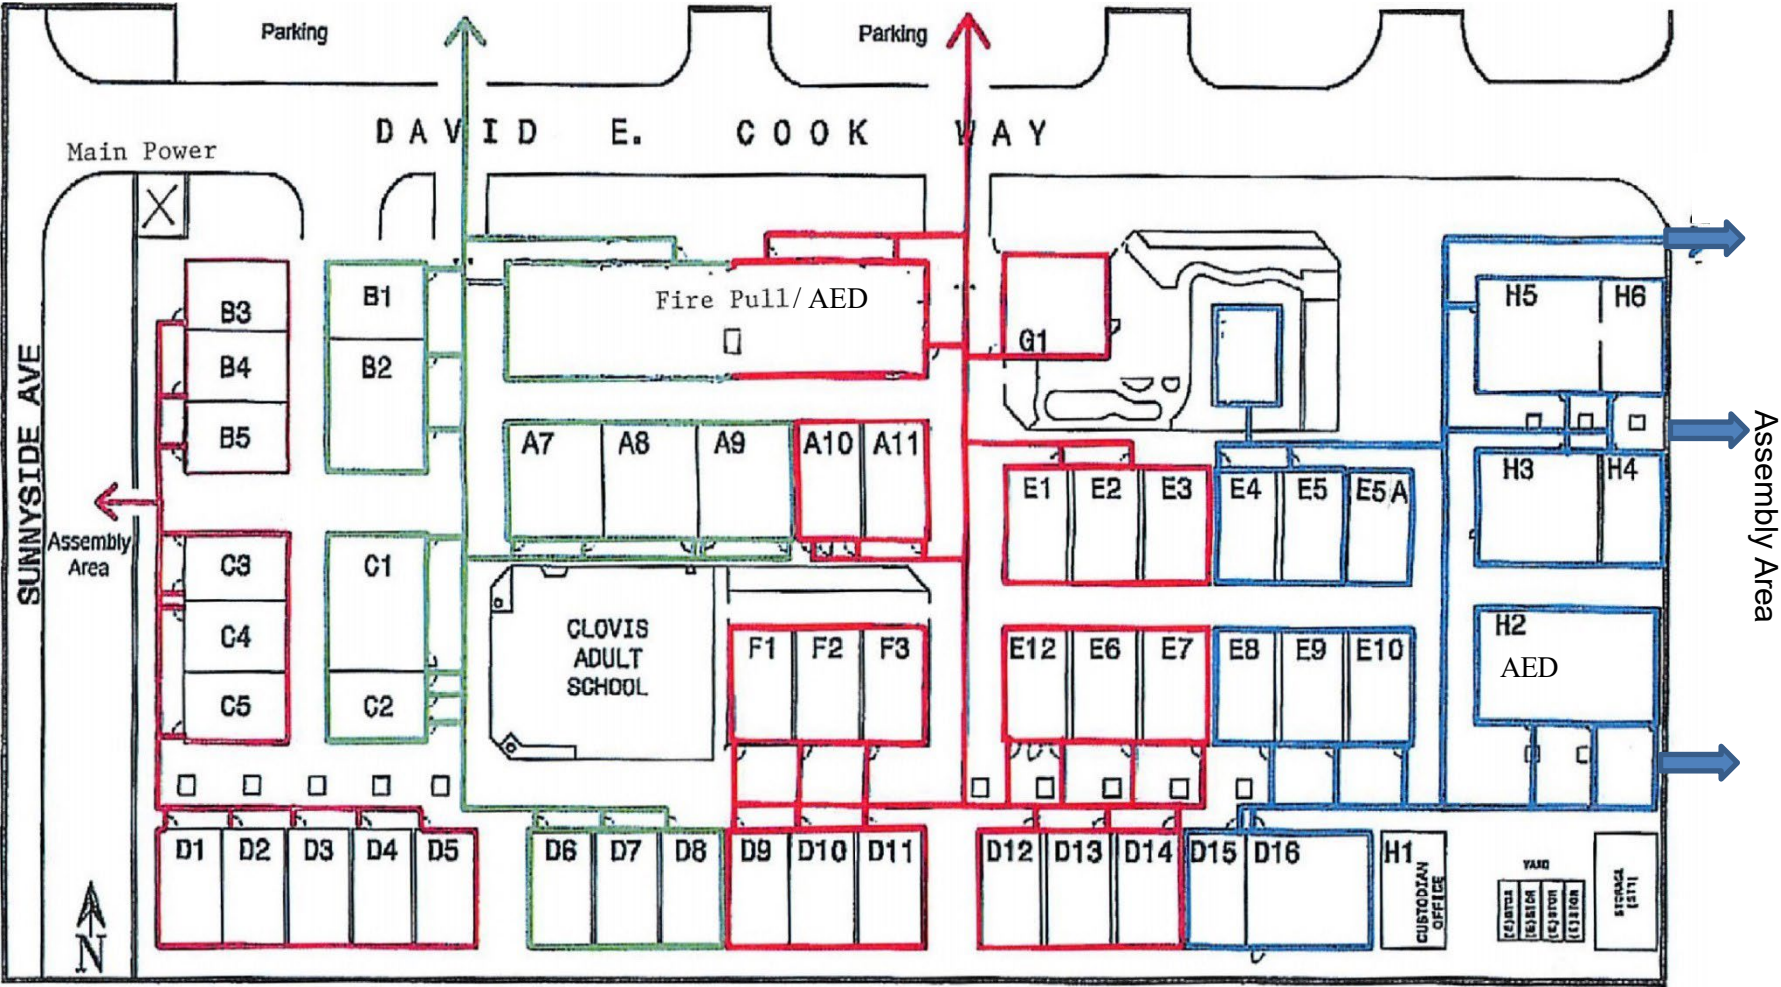 Parking
Parking
DAVID E. COOK WAY
Main Power
SUNNYSIDE AVE
Assembly
Area
B3
B4
B5
B1
B2
Fire Pull/ AED
G1
H5
H6
A7
A8
A9
A10
A11
E1
E2
E3
E4
E5
E5A
H3
H4
Assembly Area
C3
C4
C5
C1
C2
CLOVIS
ADULT
SCHOOL
F1
F2
F3
E12
E6
E7
E8
E9
E10
H2
AED
D1
D2
D3
D4
D5
D6
D7
D8
D9
D10
D11
D12
D13
D14
D15
D16
H1
CUSTODIAN
OFFICE
YARD
STORAGE
N